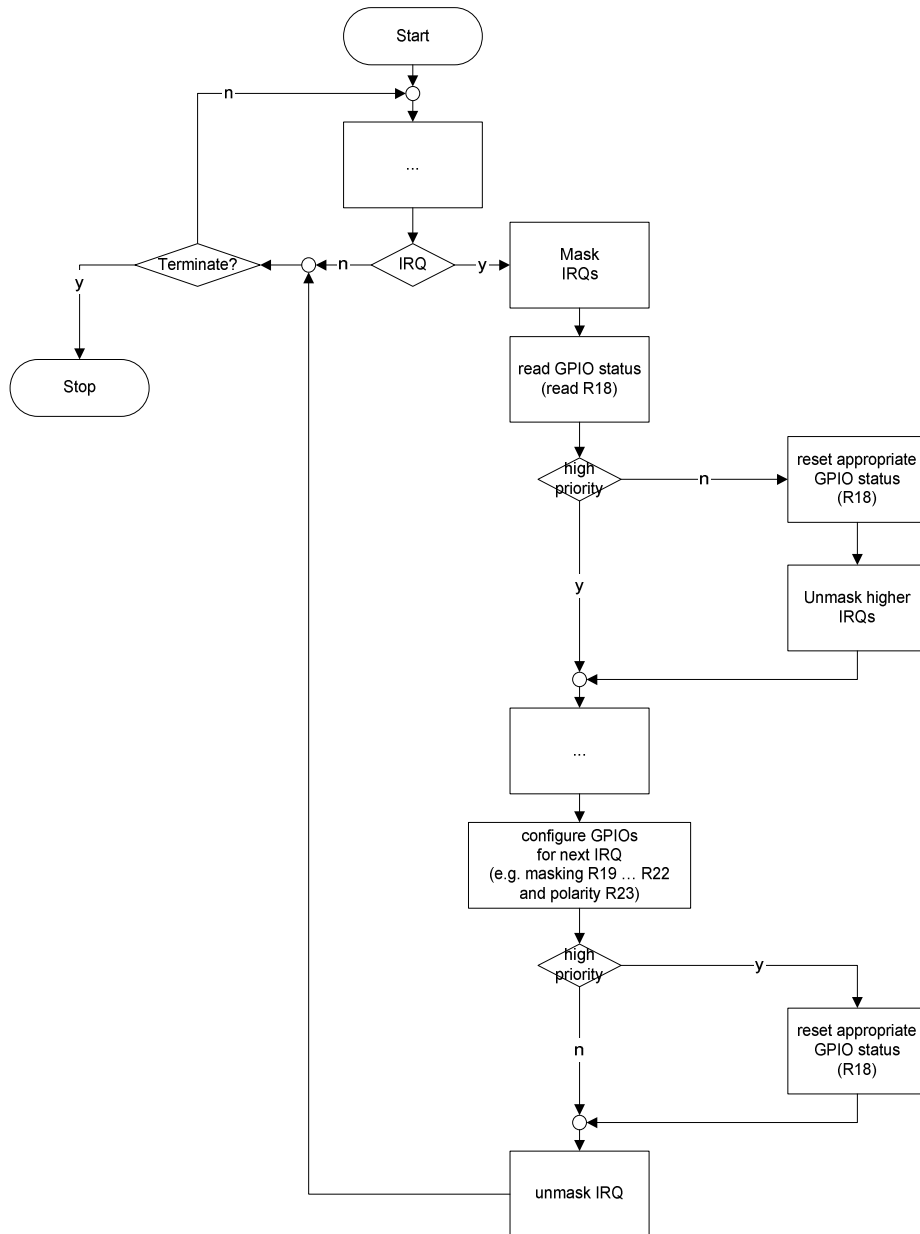 Start
n
...
Terminate?
n
IRQ
y
Mask
IRQs
y
Stop
read GPIO status
(read R18)
high
priority
n
reset appropriate
GPIO status
(R18)
y
Unmask higher
IRQs
...
configure GPIOs
for next IRQ
(e.g. masking R19 ... R22
and polarity R23)
high
priority
y
n
reset appropriate
GPIO status
(R18)
unmask IRQ